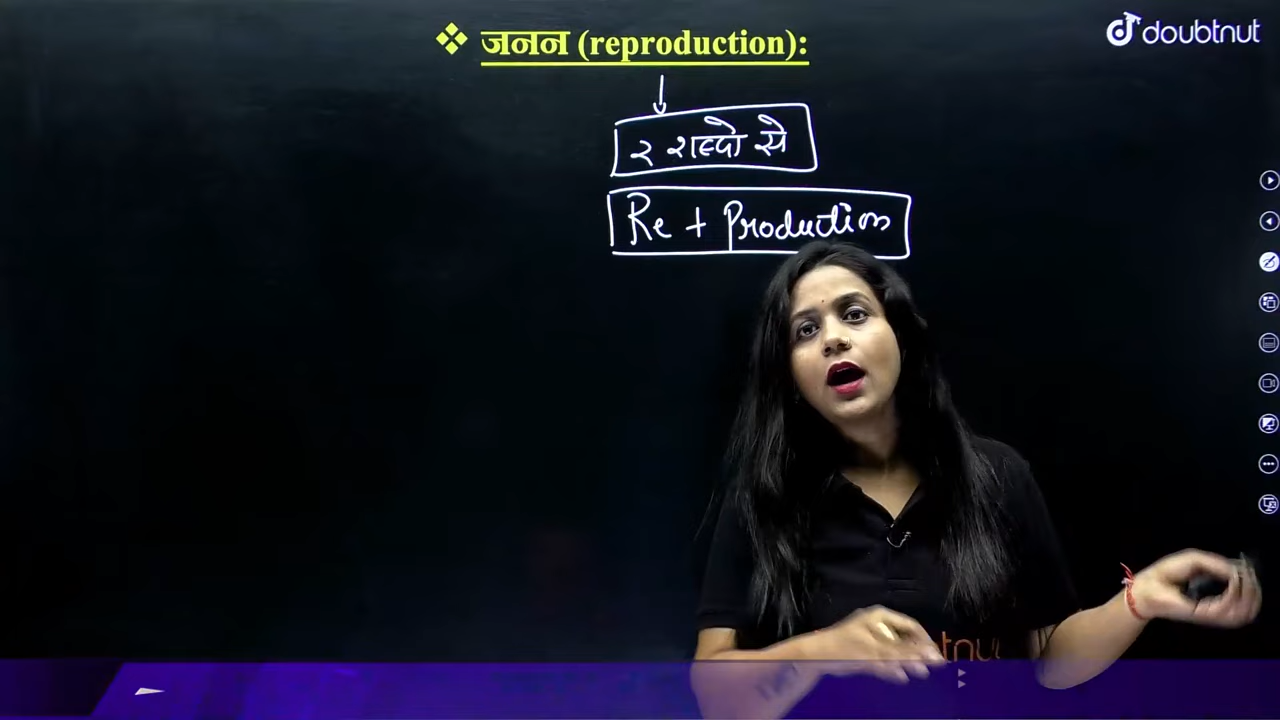 ❖ जनन (reproduction):
doubtnut
२ शब्दो से
Re + Production